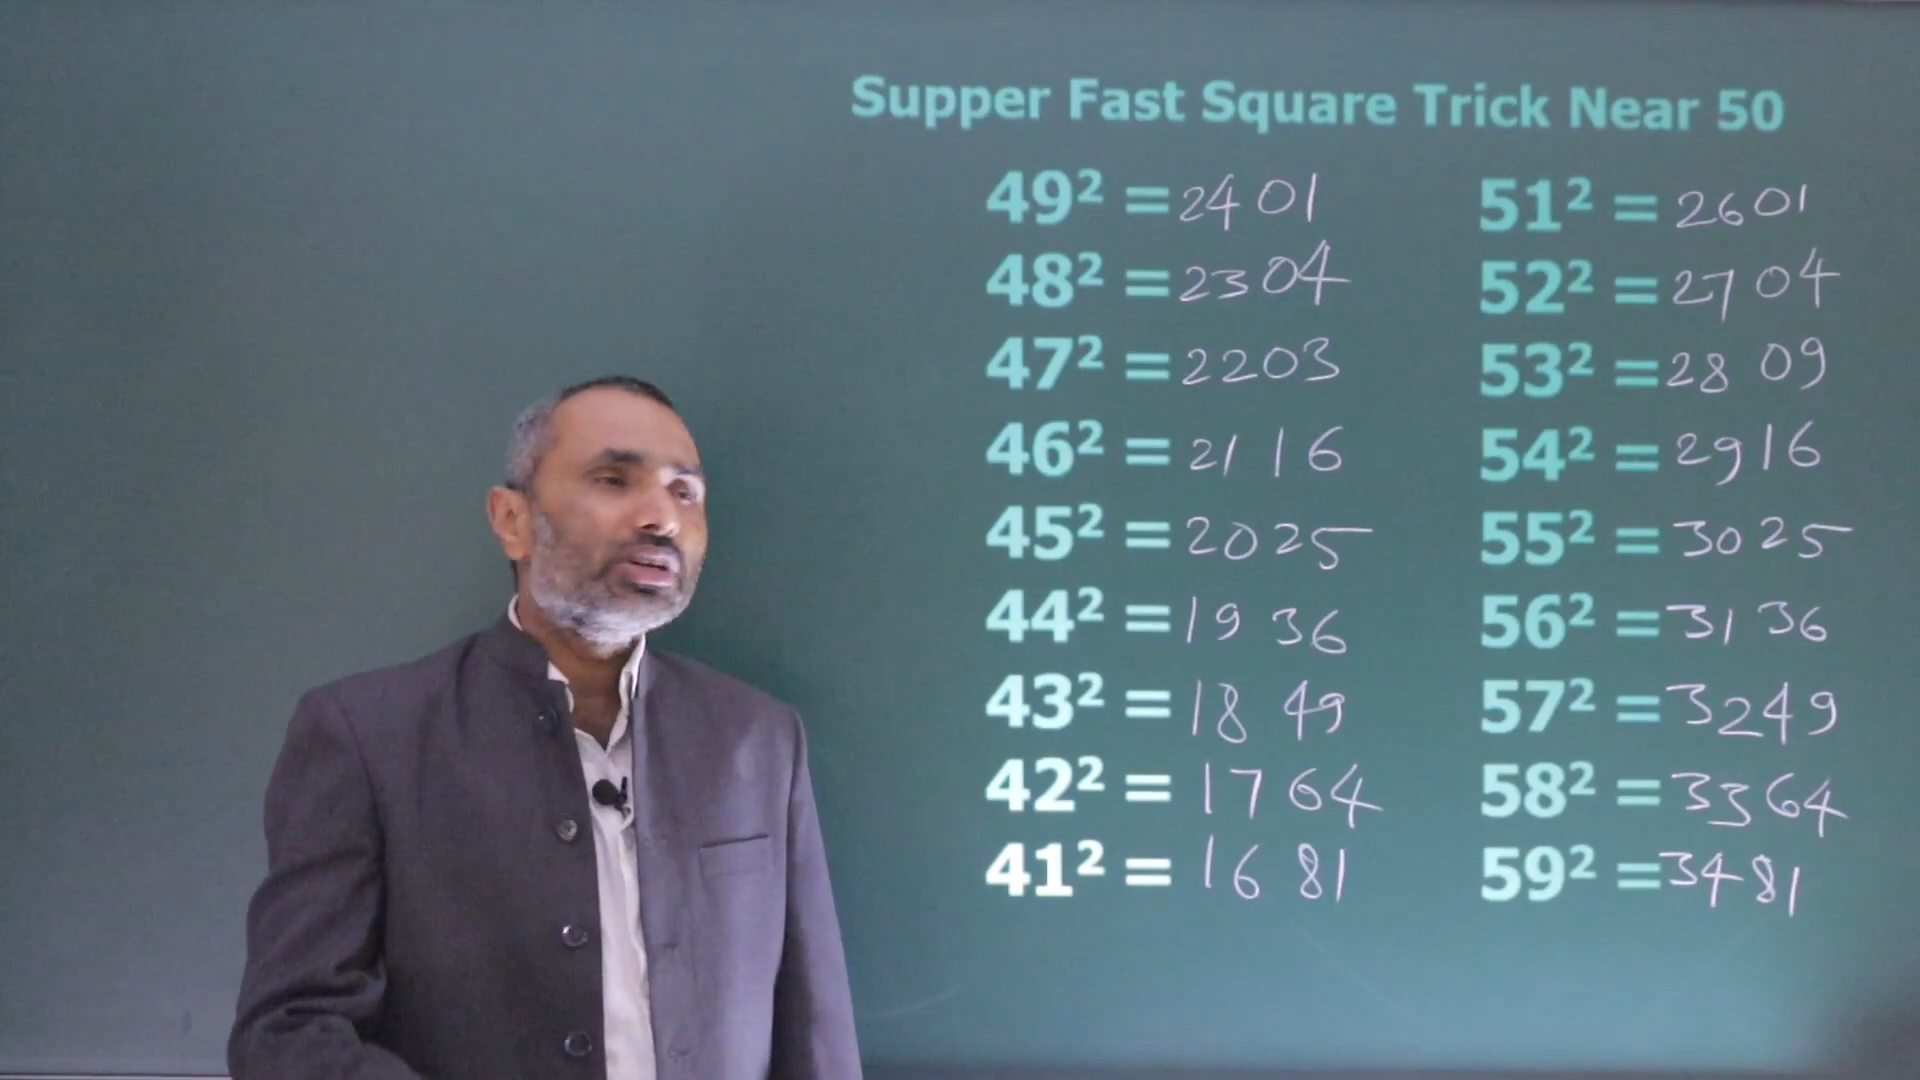 Supper Fast Square Trick Near 50
49² = 2401
48² = 2304
47² = 2203
46² = 2116
45² = 2025
44² = 1936
43² = 1849
42² = 1764
41² = 1681
51² = 2601
52² = 2704
53² = 2809
54² = 2916
55² = 3025
56² = 3136
57² = 3249
58² = 3364
59² = 3481